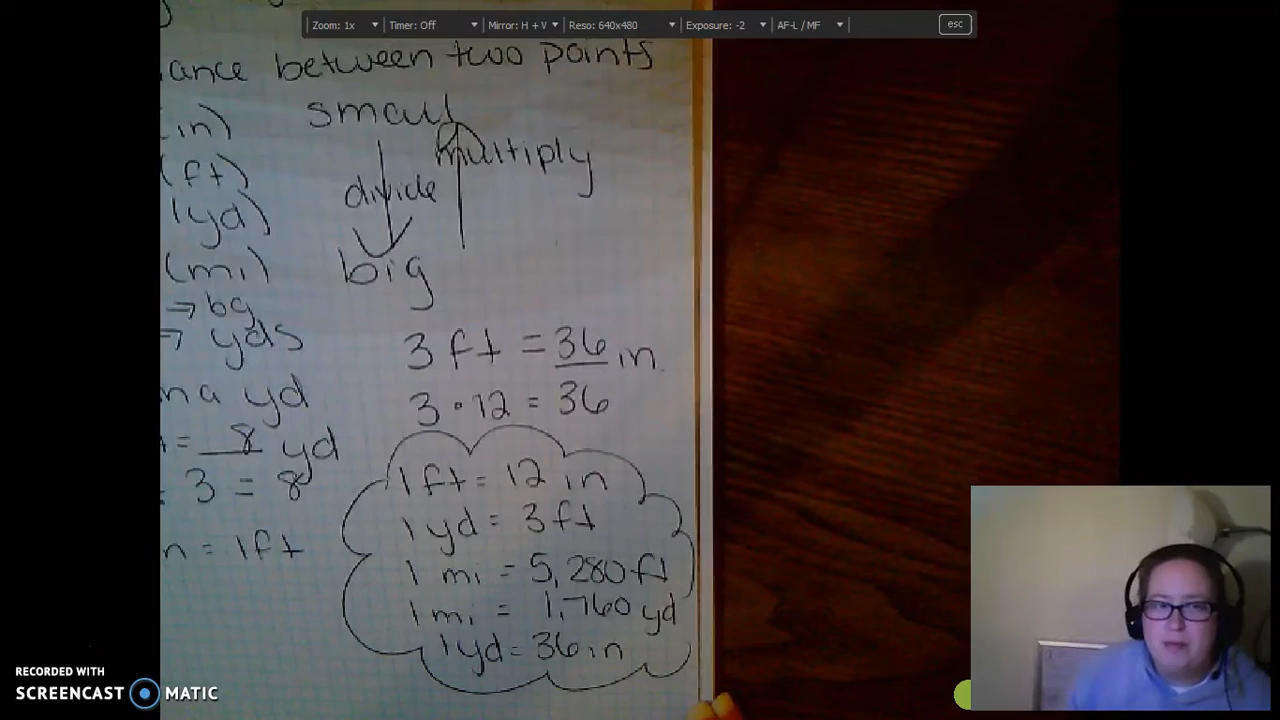 Zoom: 1x Timer: Off Mirror: H + V Reso: 640x480 Exposure: -2 AF-L / MF esc
ance between two points
in) small
(ft) multiply
divide
(yd)
(mi) big
→ bg
→ yds 3 ft = 36 in
n a yd 3 • 12 = 36
= 8 yd
3 = 8 1 ft = 12 in
1 yd = 3 ft
n = 1ft 1 mi = 5,280 ft
1 mi = 1,760 yd
1 yd = 36 in
RECORDED WITH
SCREENCAST MATIC